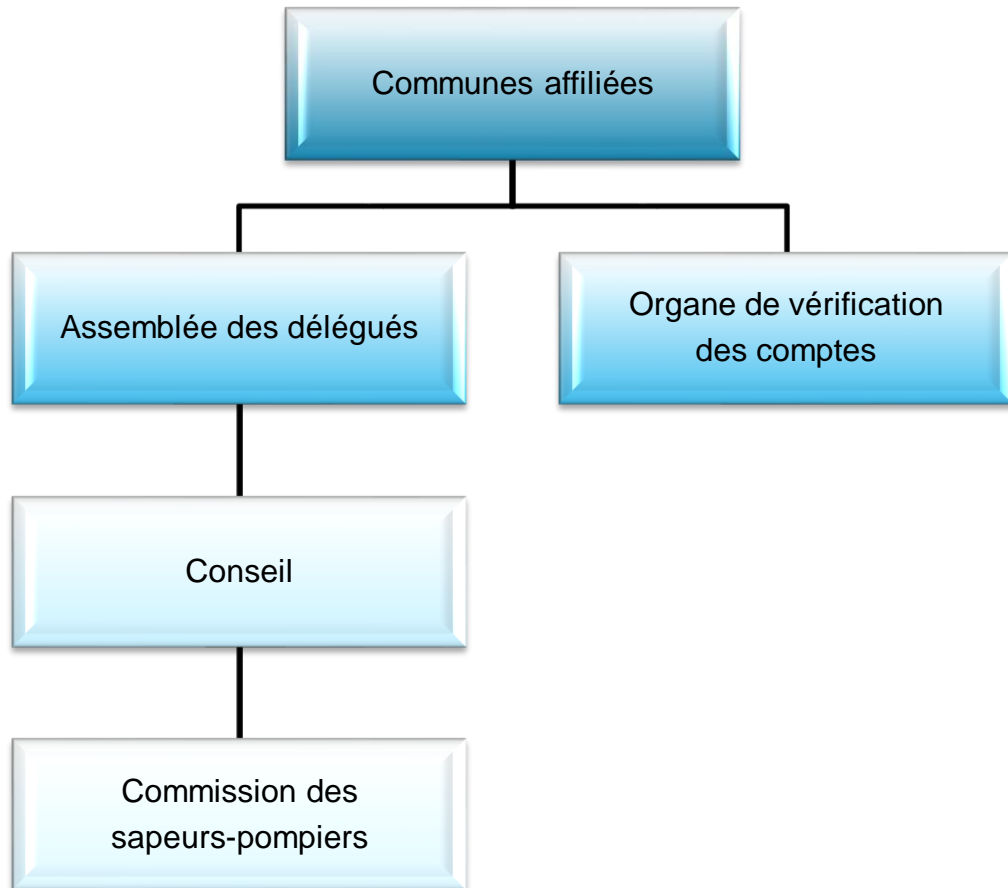 Communes affiliées
Assemblée des délégués
Organe de vérification
des comptes
Conseil
Commission des
sapeurs-pompiers